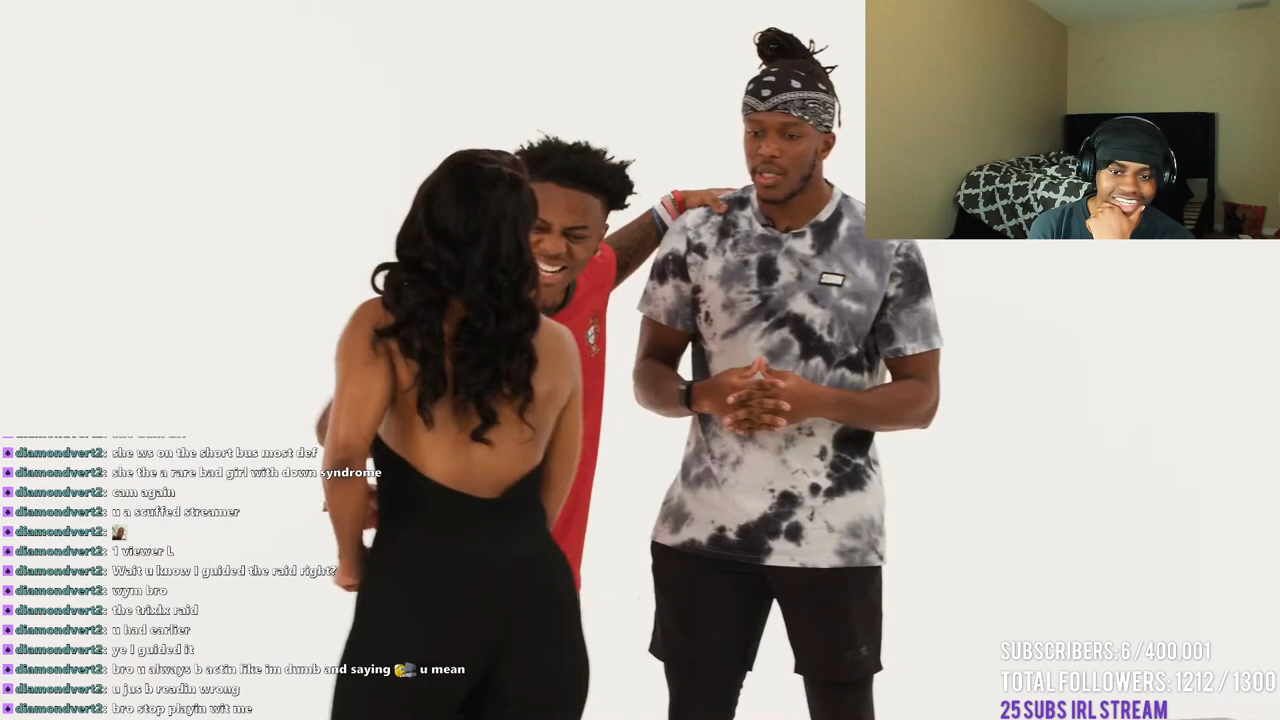 diamondvert2: she ws on the short bus most def
diamondvert2: she the a rare bad girl with down syndrome
diamondvert2: cam again
diamondvert2: u a scuffed streamer
diamondvert2:
diamondvert2: 1 viewer L
diamondvert2: Wait u know I guided the raid right?
diamondvert2: wym bro
diamondvert2: the trixlx raid
diamondvert2: u had earlier
diamondvert2: ye I guided it
diamondvert2: bro u always b actin like im dumb and saying u mean
diamondvert2: u jus b readin wrong
diamondvert2: bro stop playin wit me
SUBSCRIBERS: 6 / 400,001
TOTAL FOLLOWERS: 1212 / 1300
25 SUBS IRL STREAM